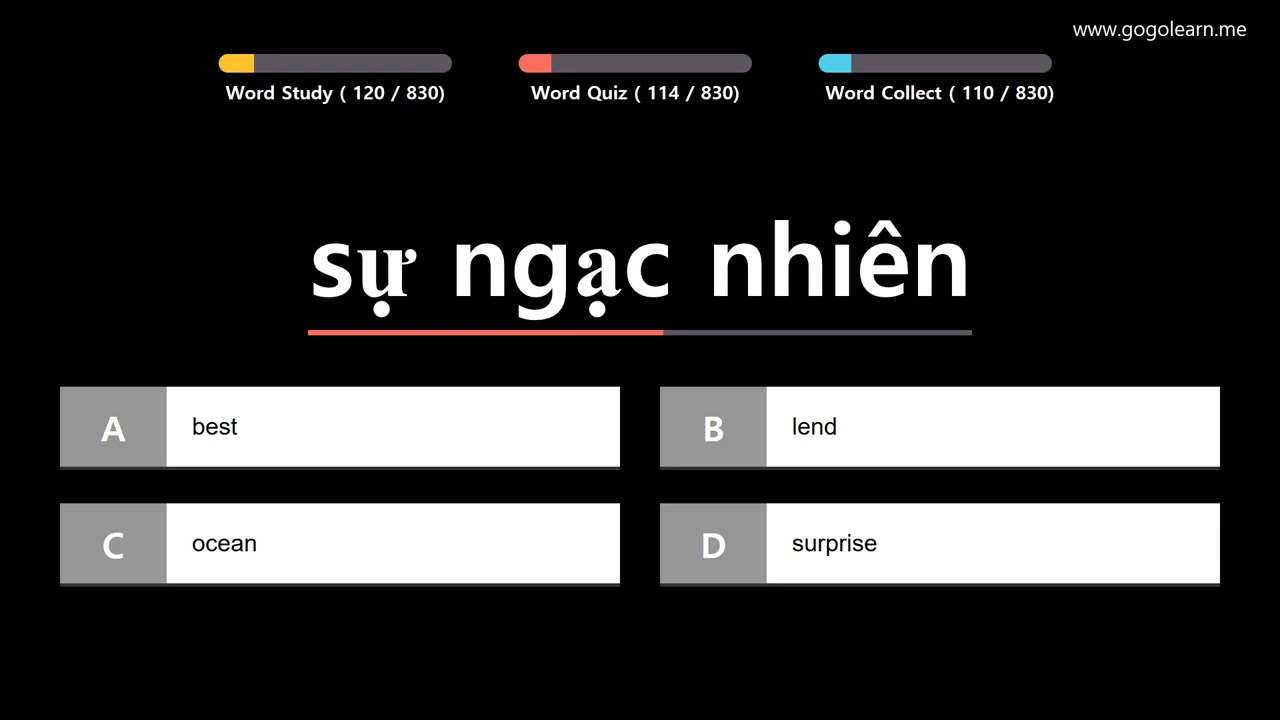 www.gogolearn.me
Word Study ( 120 / 830)
Word Quiz ( 114 / 830)
Word Collect ( 110 / 830)
sự ngạc nhiên
A best
B lend
C ocean
D surprise